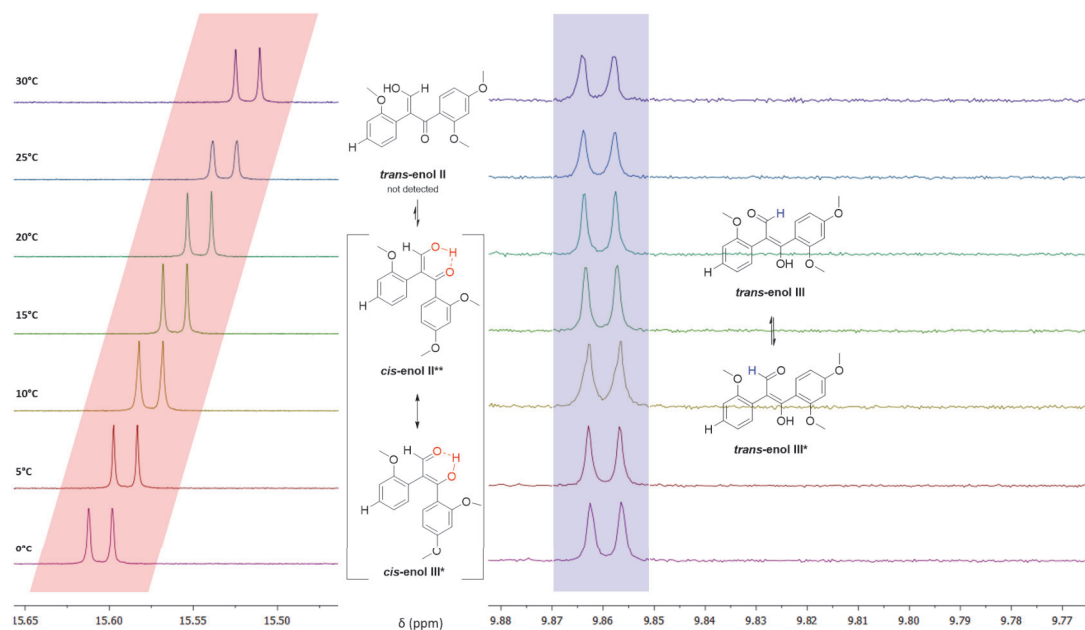 30°C
25°C
20°C
15°C
10°C
5°C
0°C
HO H
O
O
O
O
H
trans-enol II
not detected
H O H
O
O
O
O
H
cis-enol II**
H O H
O
O
O
O
H
cis-enol III*
H O
O
O
OH O
H
trans-enol III
H O
O
O
OH O
H
trans-enol III*
15.65 15.60 15.55 15.50
δ (ppm)
9.88 9.87 9.86 9.85 9.84 9.83 9.82 9.81 9.80 9.79 9.78 9.77